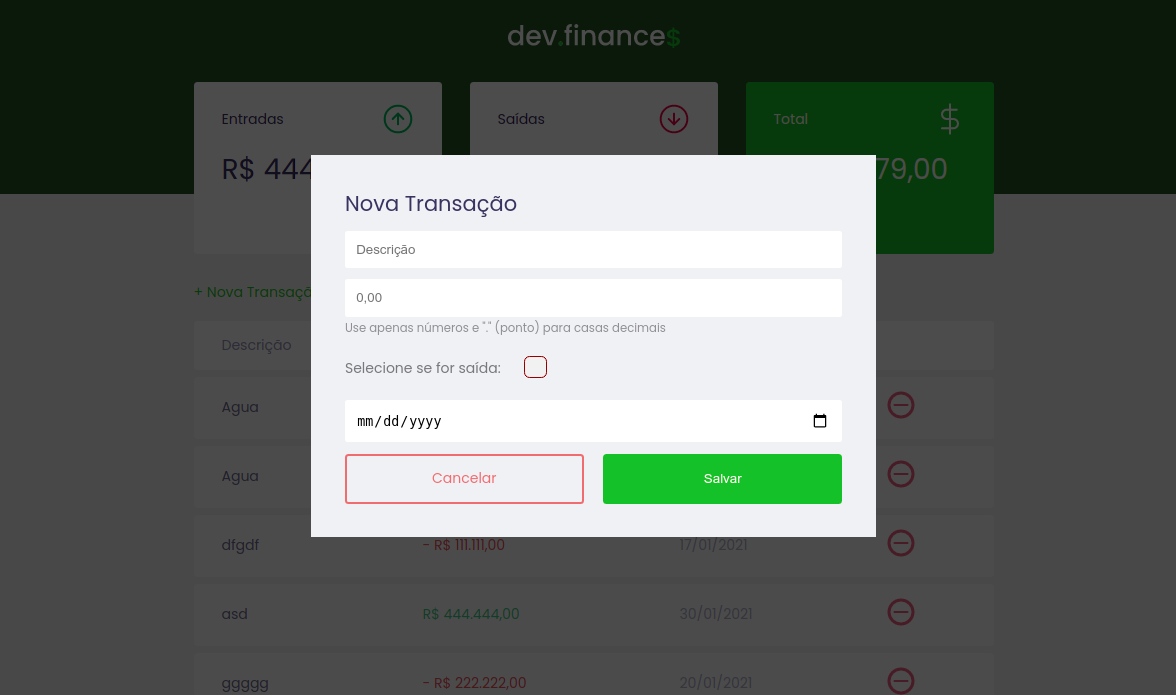 dev.finance$
Entradas
Saídas
Total
R$ 444
79,00
Nova Transação
Descrição
0,00
Use apenas números e "." (ponto) para casas decimais
Selecione se for saída:
mm/dd/yyyy
Cancelar
Salvar
+ Nova Transaçã
Descrição
Agua
Agua
dfgdf
- R$ 111.111,00
17/01/2021
asd
R$ 444.444,00
30/01/2021
ggggg
- R$ 222.222,00
20/01/2021